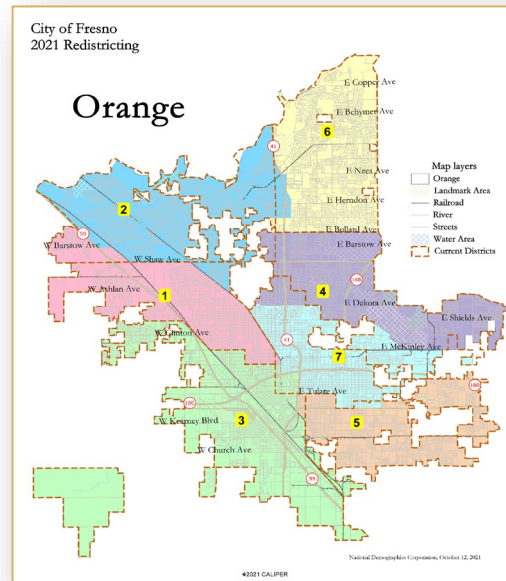 City of Fresno
2021 Redistricting
Orange
E Copper Ave
E Behymer Ave
6
41
E Nees Ave
Map layers
Orange
Landmark Area
Railroad
River
Streets
Water Area
Current Districts
E Herndon Ave
2
E Bullard Ave
99
W Barstow Ave
E Barstow Ave
W Shaw Ave
168
W Ashlan Ave
1
4
E Dakota Ave
E Shields Ave
W Clinton Ave
41
E McKinley Ave
7
E Tulare Ave
180
180
W Kearney Blvd
3
5
W Church Ave
99
National Demographics Corporation, October 12, 2021
©2021 CALIPER